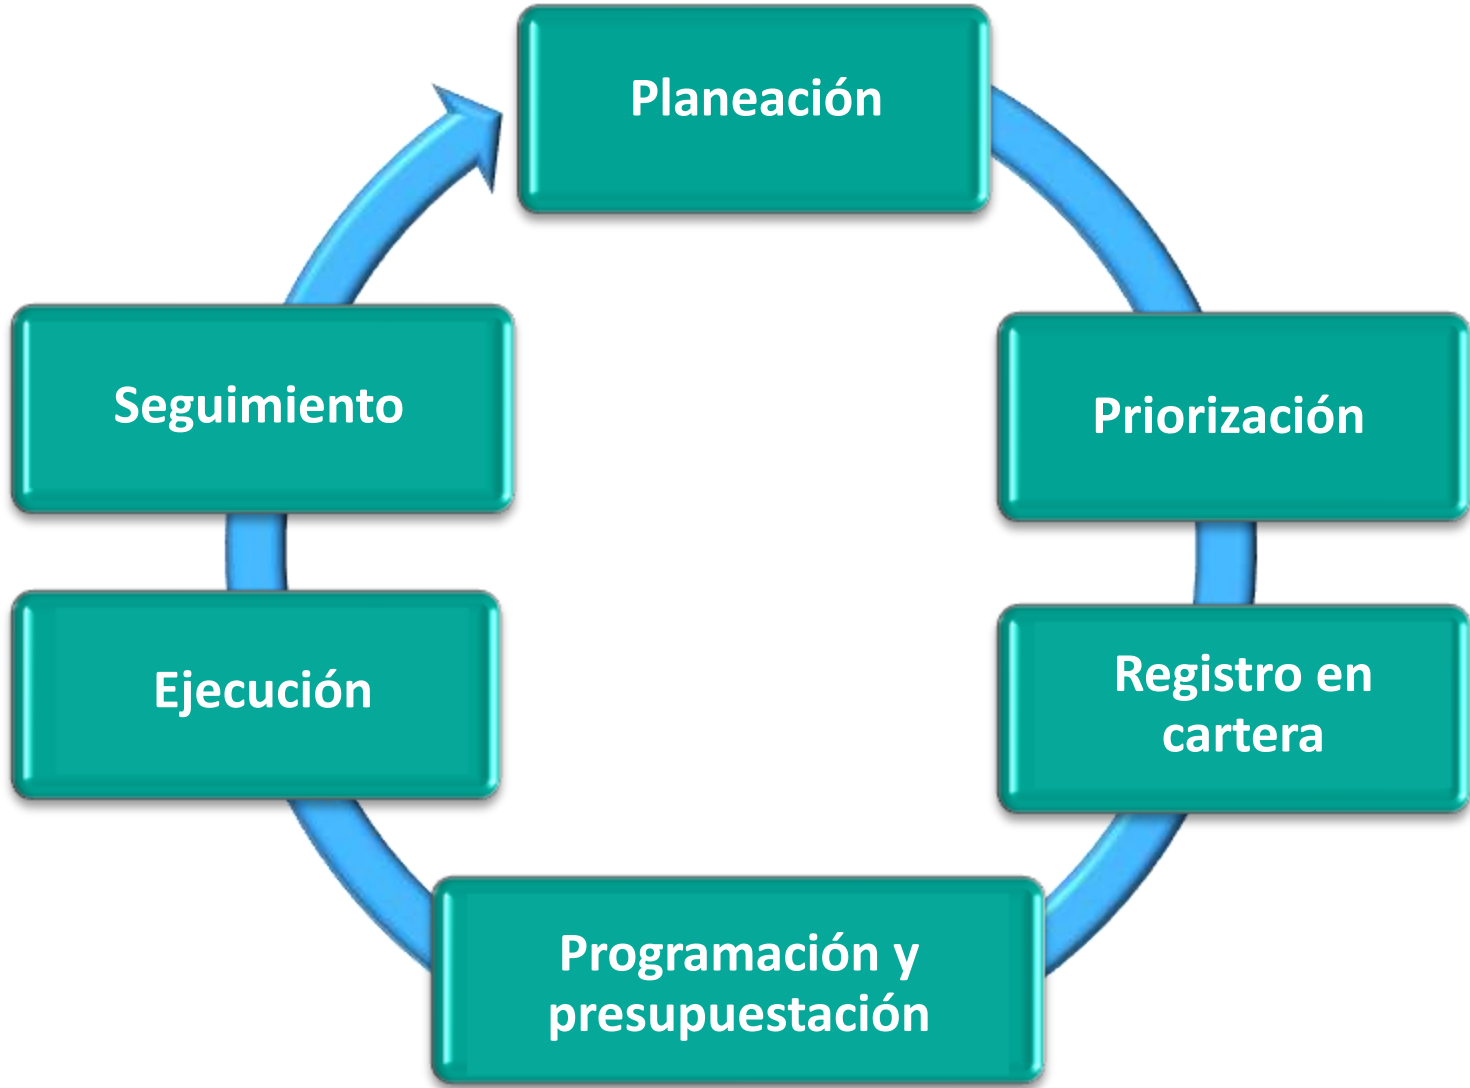 Planeación
Priorización
Registro en
cartera
Programación y
presupuestación
Ejecución
Seguimiento